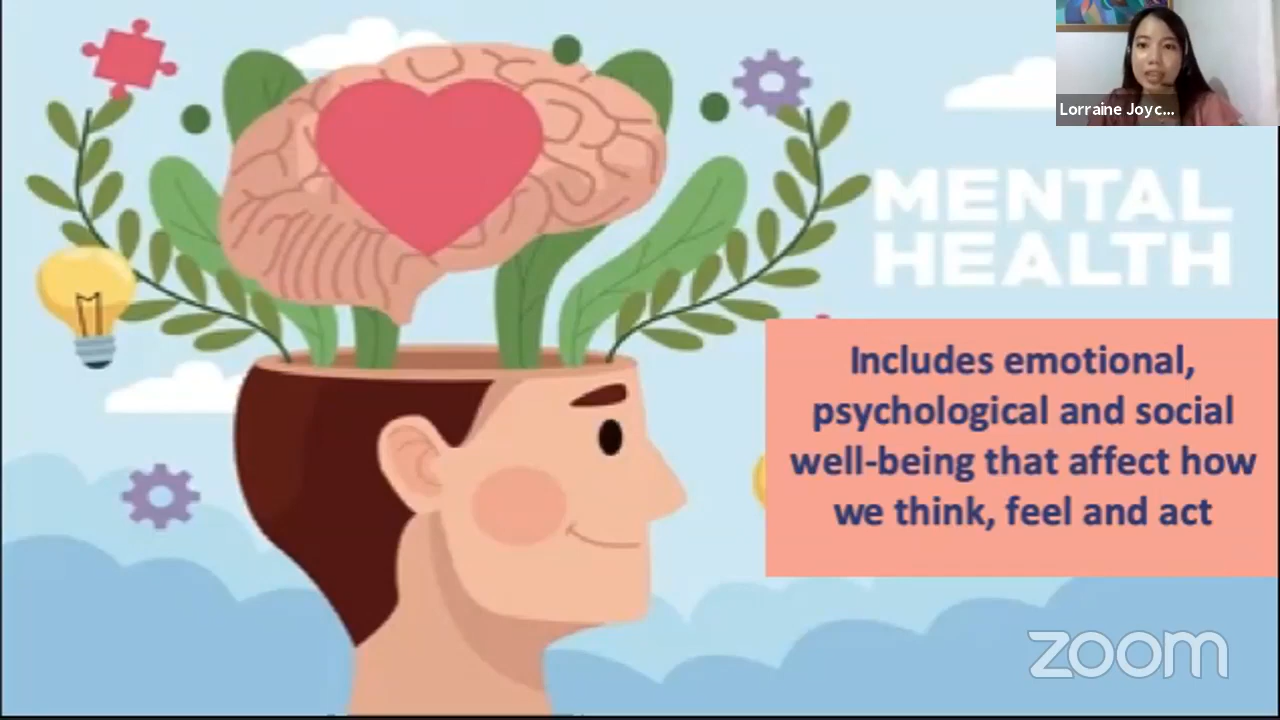 Lorraine Joyc...
MENTAL
HEALTH
Includes emotional,
psychological and social
well-being that affect how
we think, feel and act
zoom